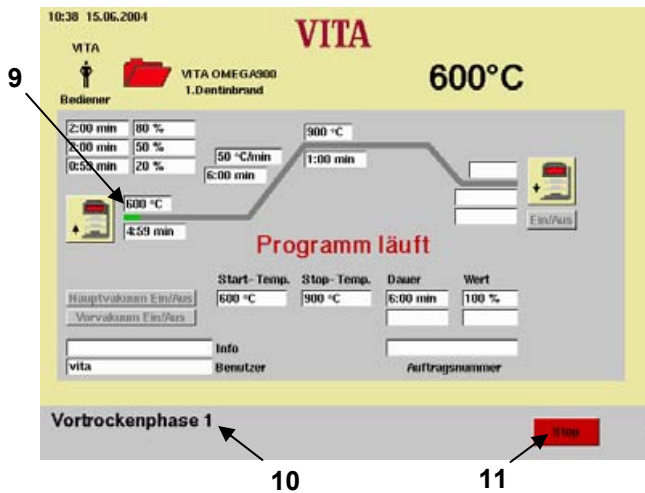 10:38 15.06.2004
VITA
VITA
9
VITA OMEGA900
1.Dentinbrand
600°C
Bediener
2:00 min 80 %
2:00 min 50 %
0:59 min 20 %
50 °C/min
6:00 min
900 °C
1:00 min
600 °C
4:59 min
Ein/Aus
Programm läuft
Start-Temp. Stop-Temp. Dauer Wert
600 °C 900 °C 6:00 min 100 %
Hauptvakuum Ein/Aus
Vorvakuum Ein/Aus
Info
vita Benutzer Auftragsnummer
Vortrockenphase 1
Stop
10
11